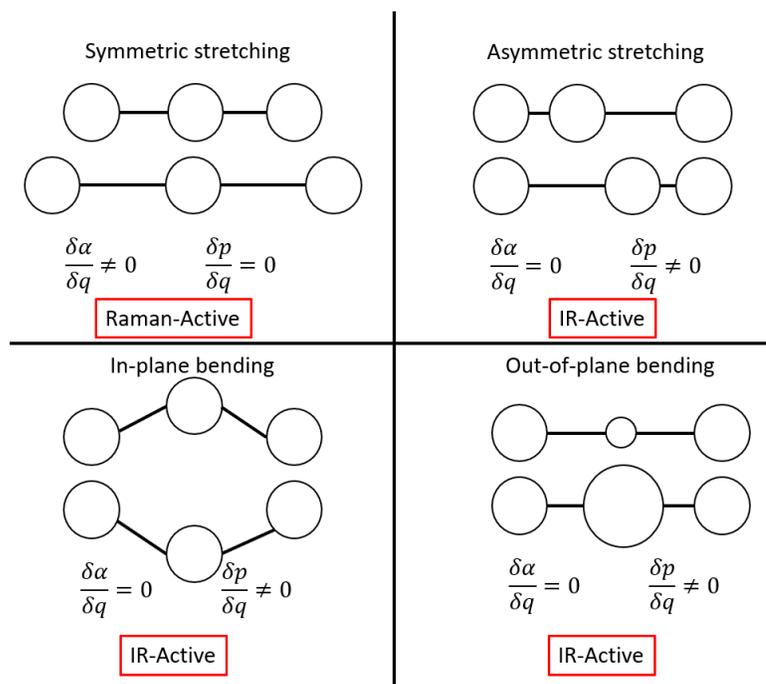 Symmetric stretching
δα/δq ≠ 0 δp/δq = 0
Raman-Active
Asymmetric stretching
δα/δq = 0 δp/δq ≠ 0
IR-Active
In-plane bending
δα/δq = 0 δp/δq ≠ 0
IR-Active
Out-of-plane bending
δα/δq = 0 δp/δq ≠ 0
IR-Active